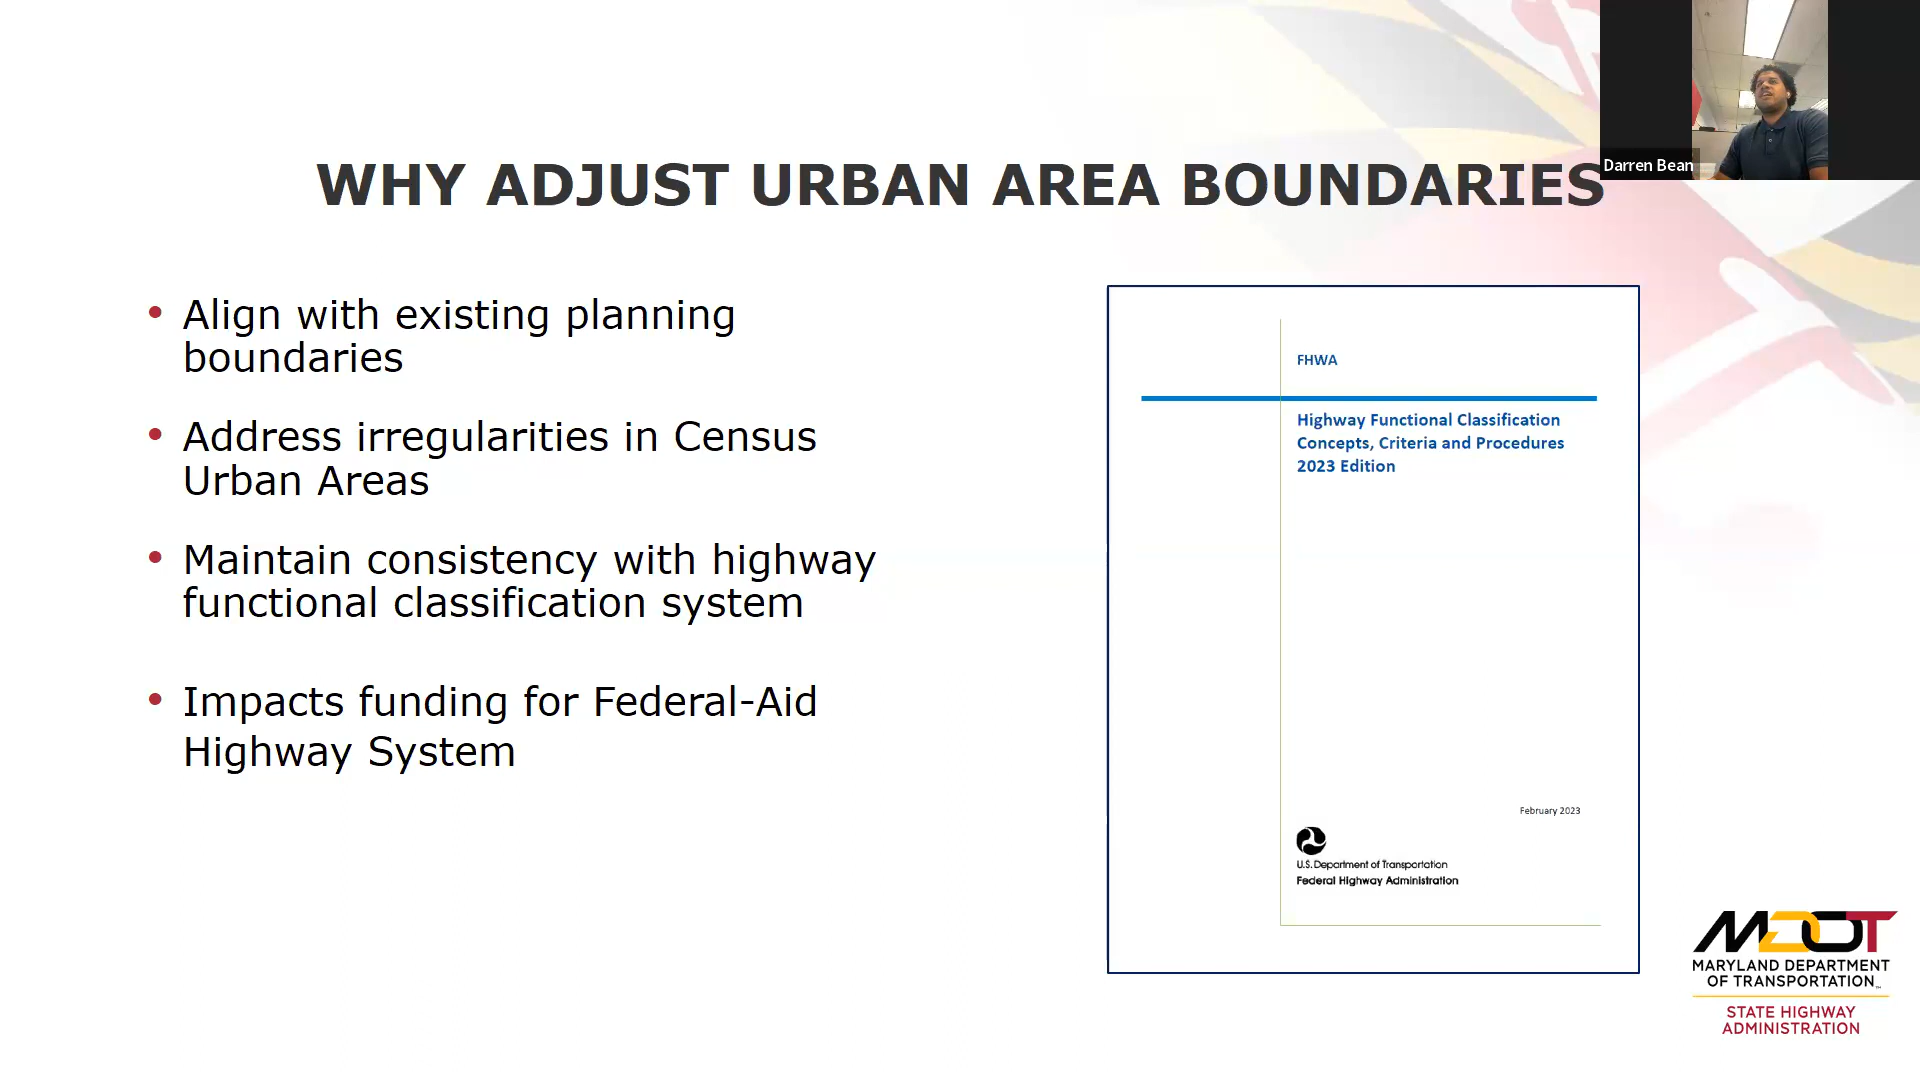 Darren Bean
WHY ADJUST URBAN AREA BOUNDARIES
• Align with existing planning
boundaries
• Address irregularities in Census
Urban Areas
• Maintain consistency with highway
functional classification system
• Impacts funding for Federal-Aid
Highway System
FHWA
Highway Functional Classification
Concepts, Criteria and Procedures
2023 Edition
February 2023
U.S. Department of Transportation
Federal Highway Administration
MDOT
MARYLAND DEPARTMENT
OF TRANSPORTATION™
STATE HIGHWAY
ADMINISTRATION